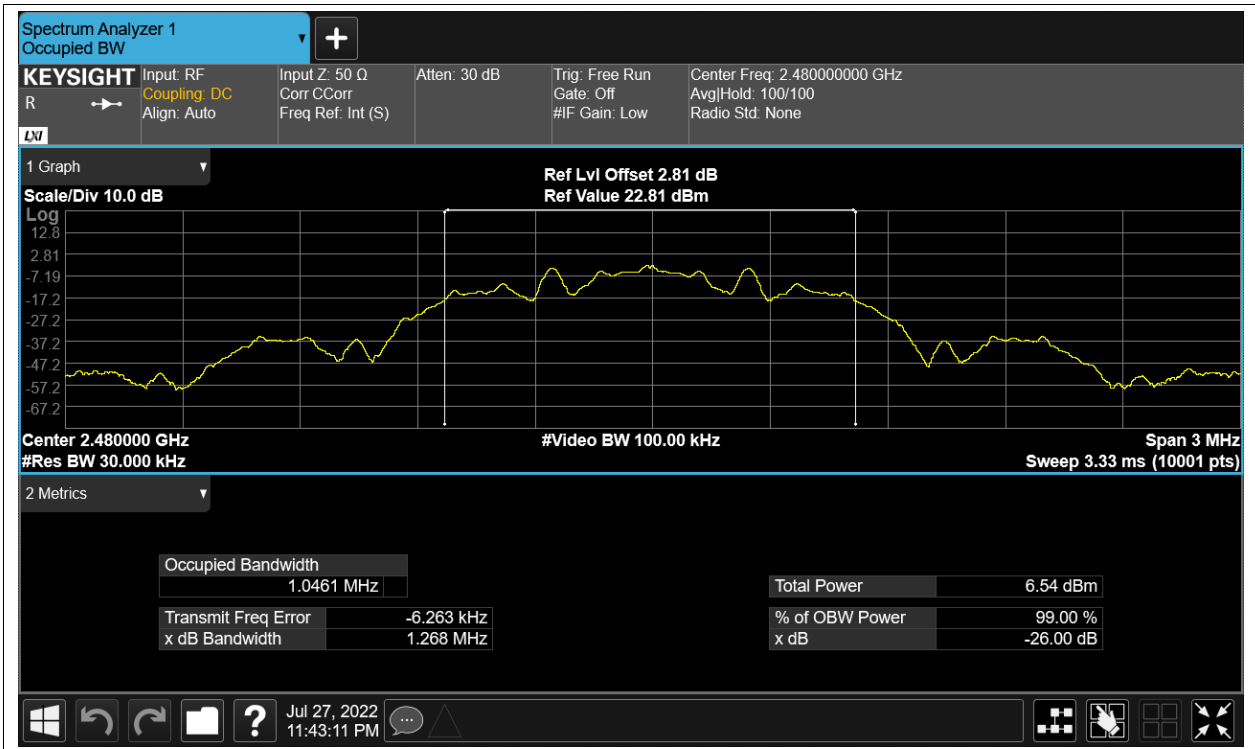 Spectrum Analyzer 1
Occupied BW
KEYSIGHT
R
LXI
Input: RF
Coupling: DC
Align: Auto
Input Z: 50 Ω
Corr CCorr
Freq Ref: Int (S)
Atten: 30 dB
Trig: Free Run
Gate: Off
#IF Gain: Low
Center Freq: 2.480000000 GHz
Avg|Hold: 100/100
Radio Std: None
1 Graph
Scale/Div 10.0 dB
Ref Lvl Offset 2.81 dB
Ref Value 22.81 dBm
Log
12.8
2.81
-7.19
-17.2
-27.2
-37.2
-47.2
-57.2
-67.2
Center 2.480000 GHz
#Video BW 100.00 kHz
Span 3 MHz
#Res BW 30.000 kHz
Sweep 3.33 ms (10001 pts)
2 Metrics
Occupied Bandwidth
1.0461 MHz
Total Power 6.54 dBm
Transmit Freq Error -6.263 kHz
% of OBW Power 99.00 %
x dB Bandwidth 1.268 MHz
x dB -26.00 dB
?
Jul 27, 2022
11:43:11 PM